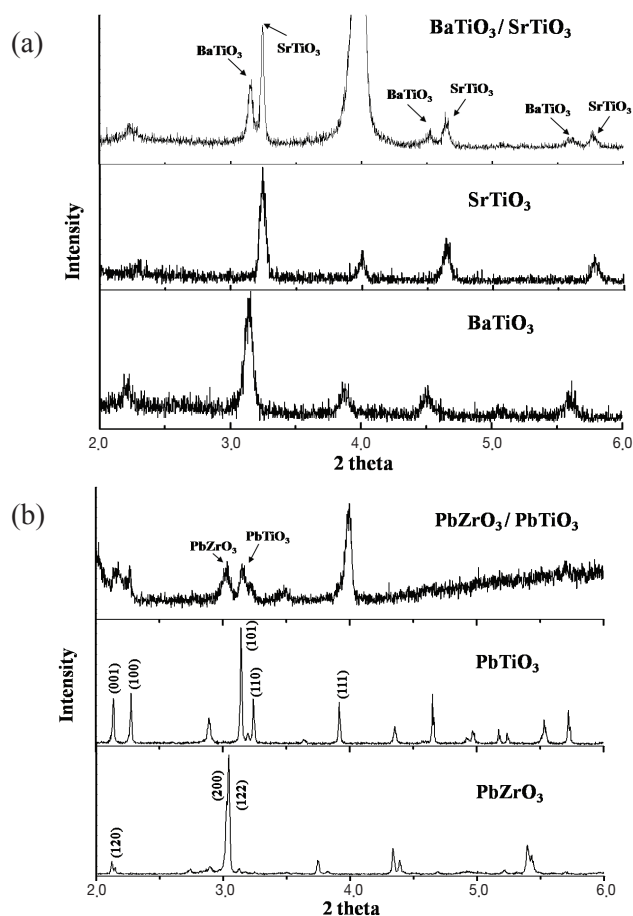 (a)
BaTiO3 / SrTiO3
BaTiO3
SrTiO3
BaTiO3
SrTiO3
BaTiO3
SrTiO3
SrTiO3
BaTiO3
Intensity
2,0
3,0
4,0
5,0
6,0
2 theta
(b)
PbZrO3 / PbTiO3
PbZrO3
PbTiO3
PbTiO3
(001)
(100)
(101)
(110)
(111)
PbZrO3
(120)
(200)
(122)
Intensity
2,0
3,0
4,0
5,0
6,0
2 theta